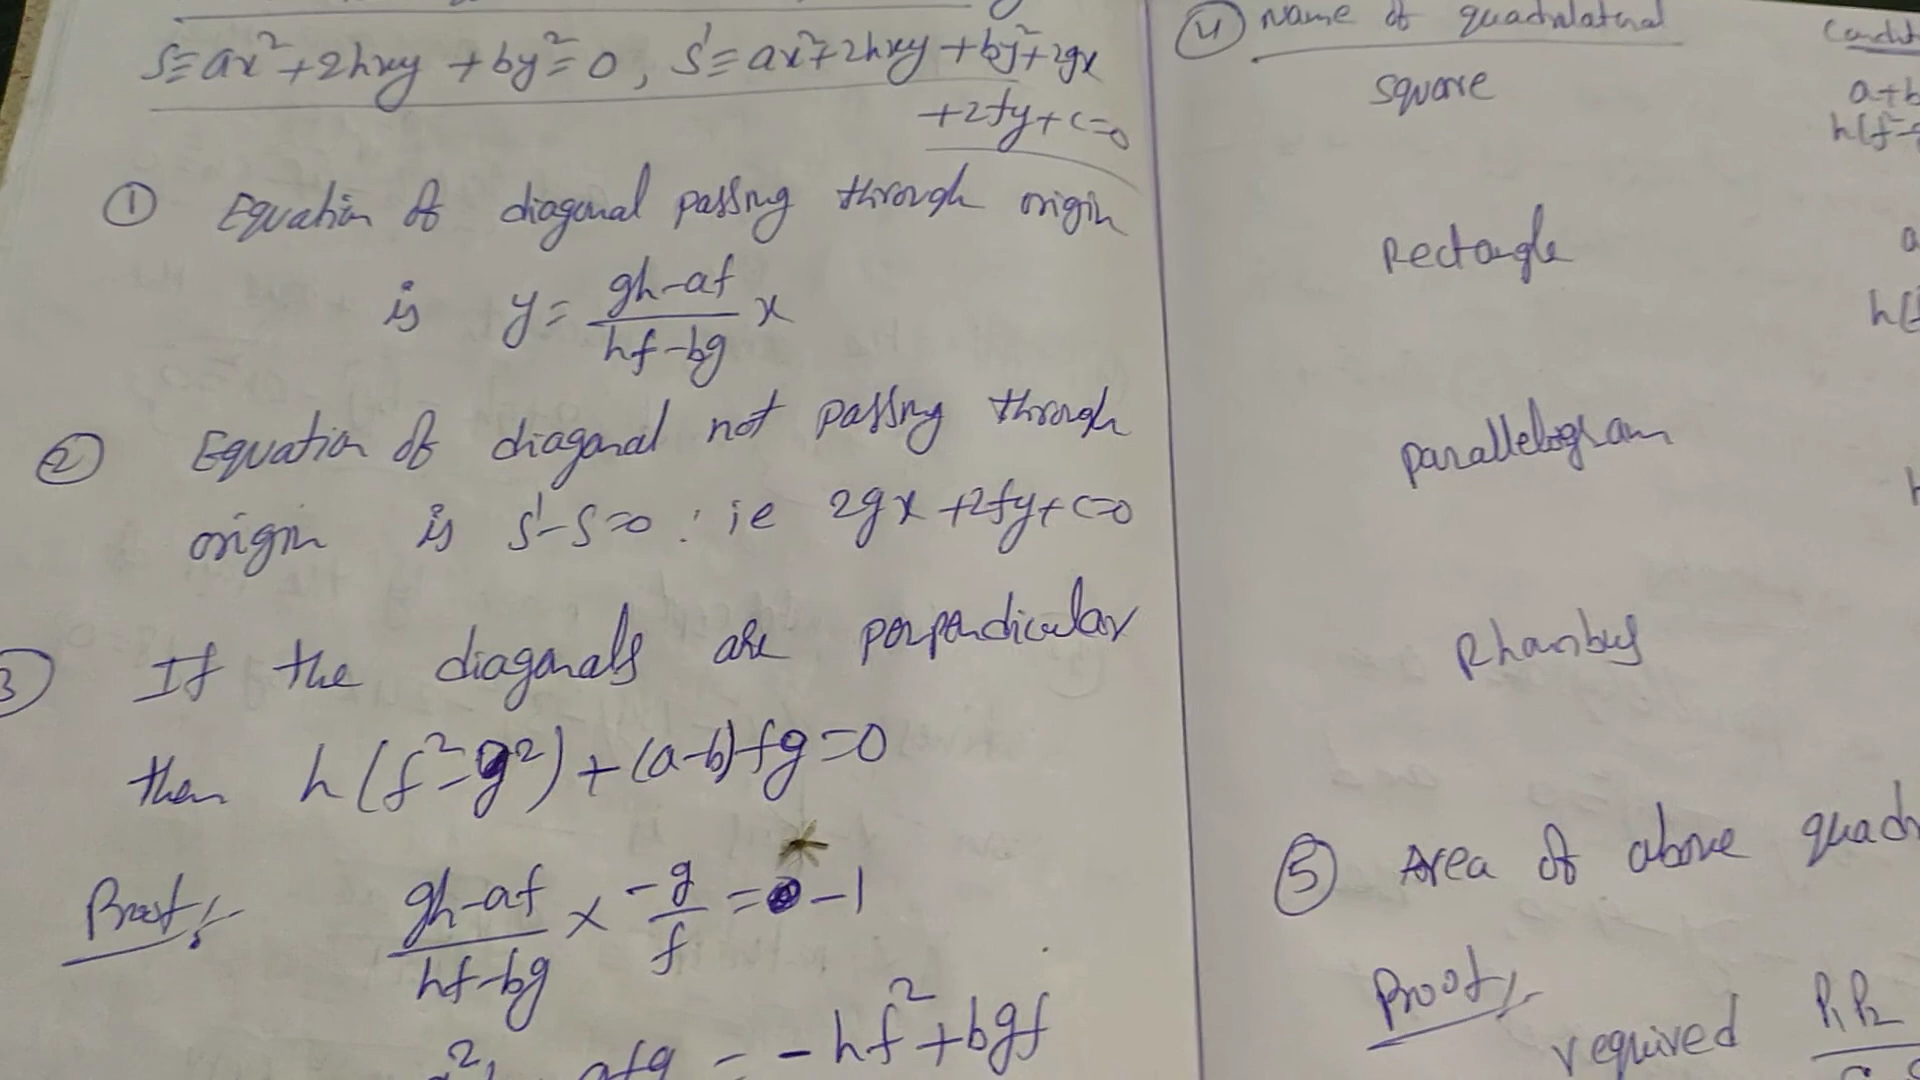 S≡ax²+2hxy+by²=0, S'≡ax²+2hxy+by²+2gx
+2fy+c=0
① Equation of diagonal passing through origin
is y= gh-af/hf-bg x
② Equation of diagonal not passing through
origin is S'-S=0 : ie 2gx+2fy+c=0
3 If the diagonals are perpendicular
then h(f²-g²)+(a-b)fg=0
Proof:- gh-af/hf-bg × -g/f = -1
afg = -hf²+bgf
④ Name of quadrilateral
Square a+b
h(f²-
Rectangle a
h(f
parallelogram h
Rhombus
⑤ Area of above quad
Proof:-
required P₁P₂